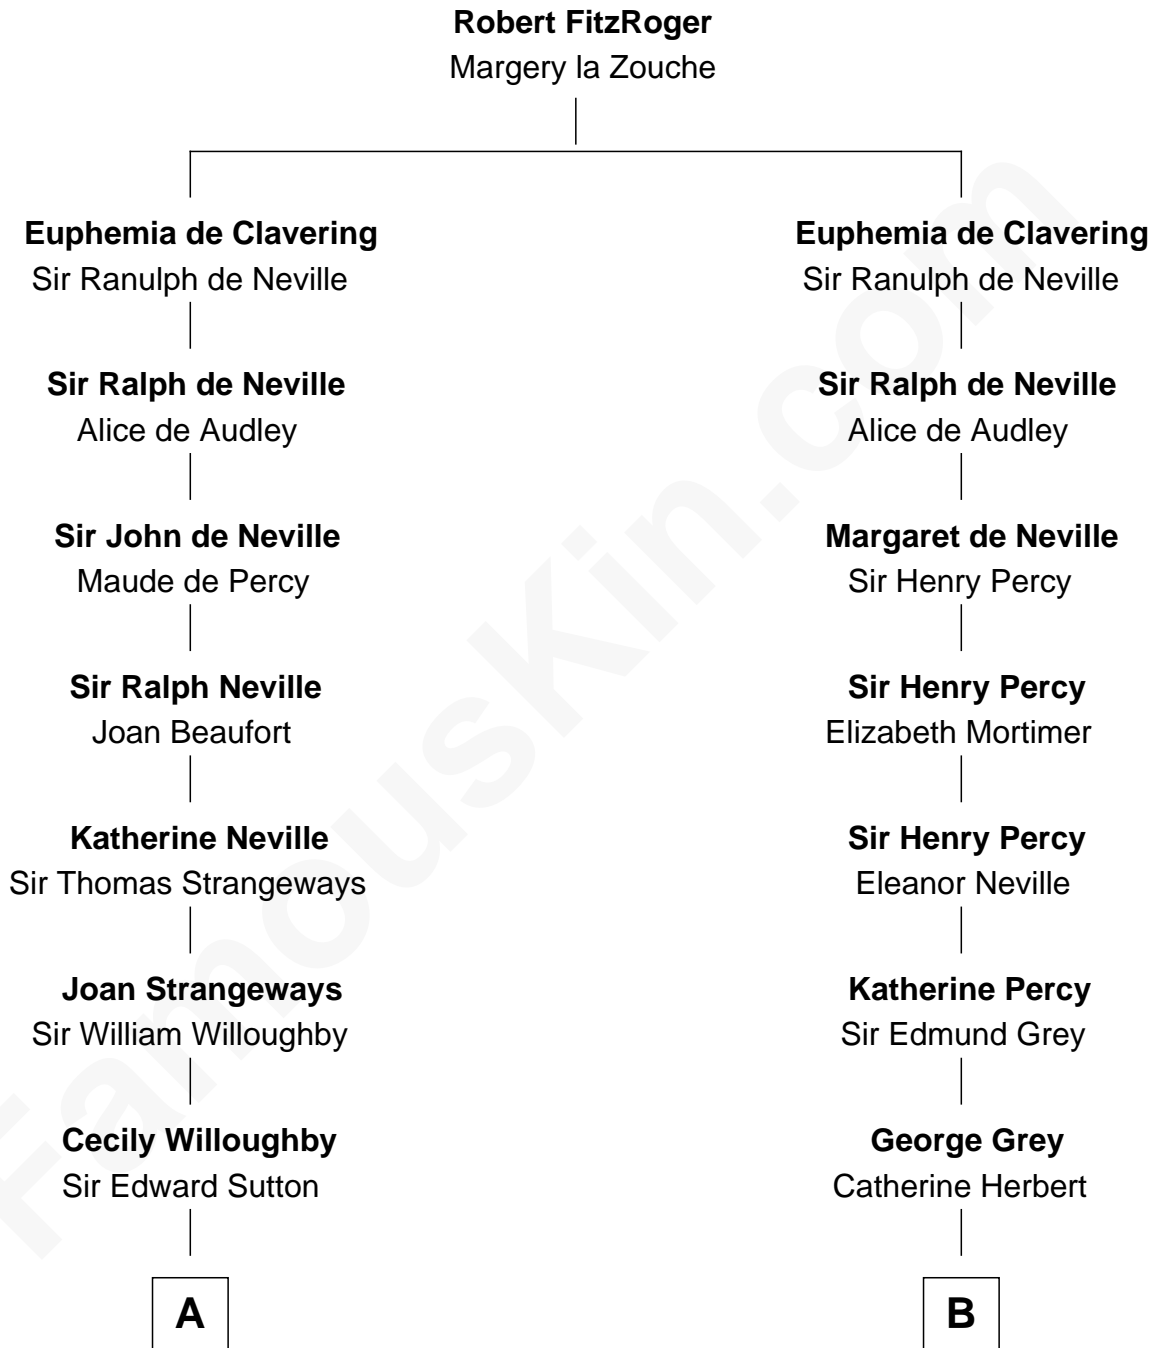 Robert FitzRoger
Margery la Zouche
Euphemia de Clavering
Sir Ranulph de Neville
Sir Ralph de Neville
Alice de Audley
Sir John de Neville
Maude de Percy
Sir Ralph Neville
Joan Beaufort
Katherine Neville
Sir Thomas Strangeways
Joan Strangeways
Sir William Willoughby
Cecily Willoughby
Sir Edward Sutton
A
Euphemia de Clavering
Sir Ranulph de Neville
Sir Ralph de Neville
Alice de Audley
Margaret de Neville
Sir Henry Percy
Sir Henry Percy
Elizabeth Mortimer
Sir Henry Percy
Eleanor Neville
Katherine Percy
Sir Edmund Grey
George Grey
Catherine Herbert
B
FamousKin.com